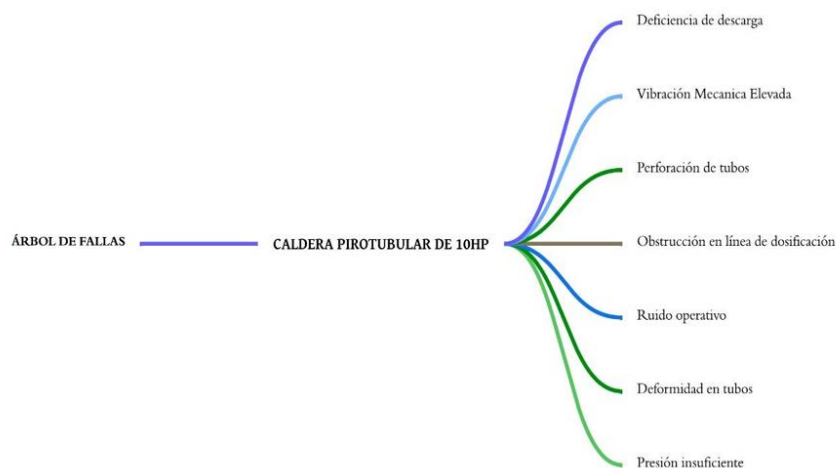 Deficiencia de descarga
Vibración Mecanica Elevada
Perforación de tubos
ÁRBOL DE FALLAS
CALDERA PIROTUBULAR DE 10HP
Obstrucción en línea de dosificación
Ruido operativo
Deformidad en tubos
Presión insuficiente